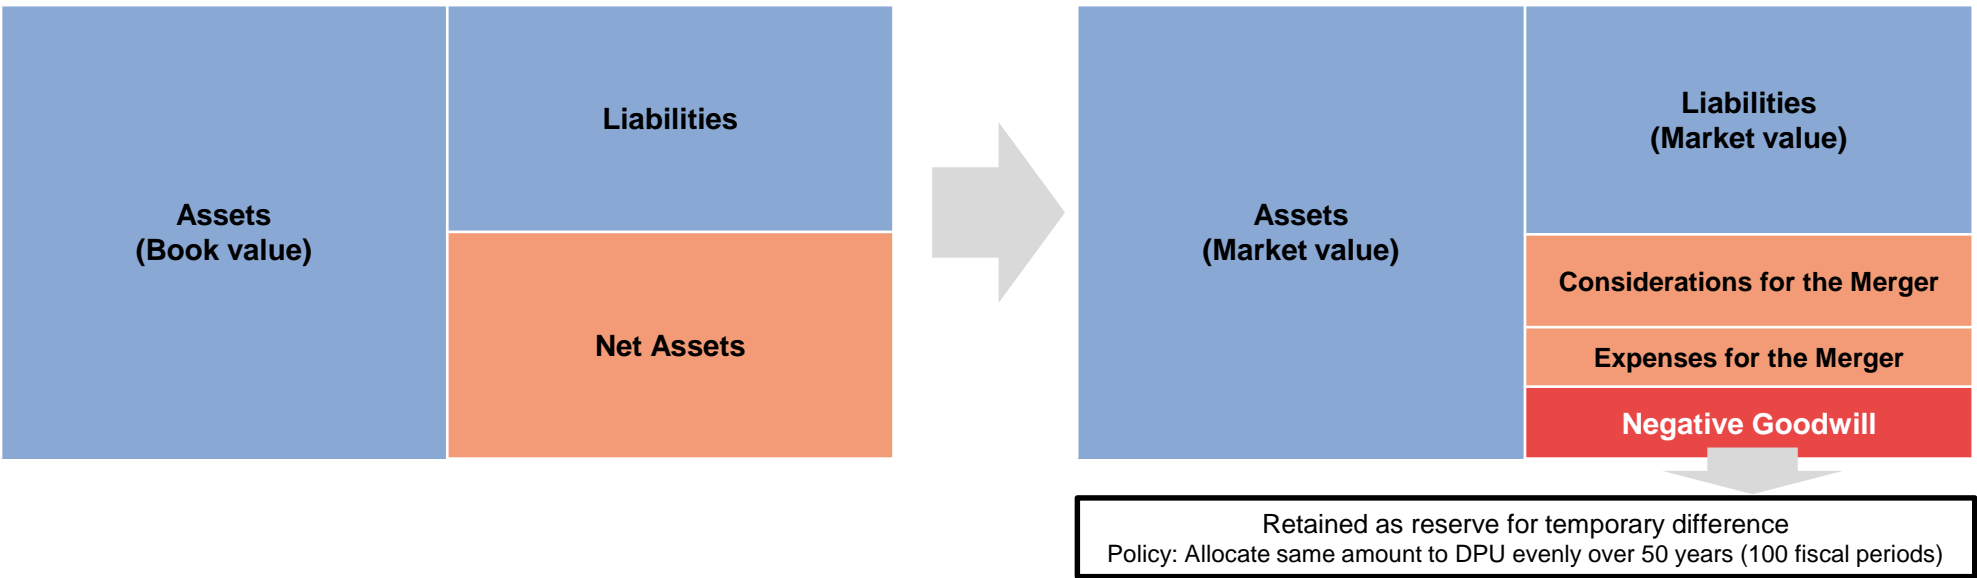 Assets
(Book value)
Liabilities
Net Assets
Assets
(Market value)
Liabilities
(Market value)
Considerations for the Merger
Expenses for the Merger
Negative Goodwill
Retained as reserve for temporary difference
Policy: Allocate same amount to DPU evenly over 50 years (100 fiscal periods)